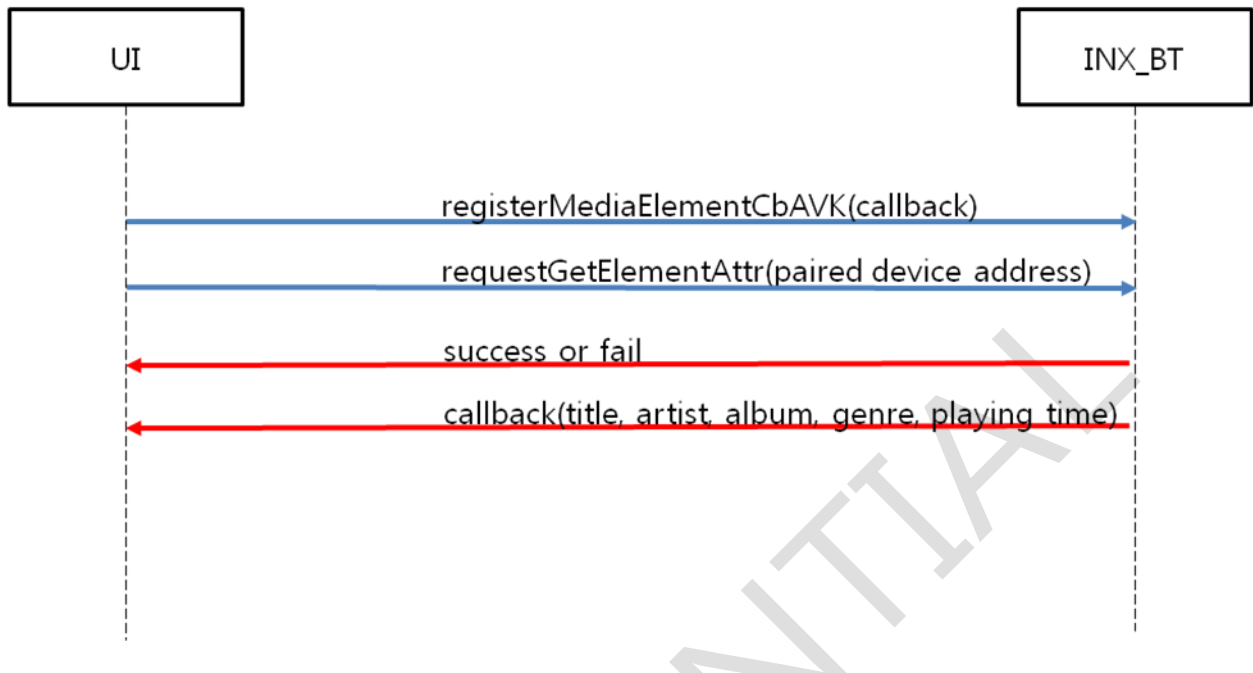 UI
INX_BT
registerMediaElementCbAVK(callback)
requestGetElementAttr(paired device address)
success or fail
callback(title, artist, album, genre, playing time)
NTIAL